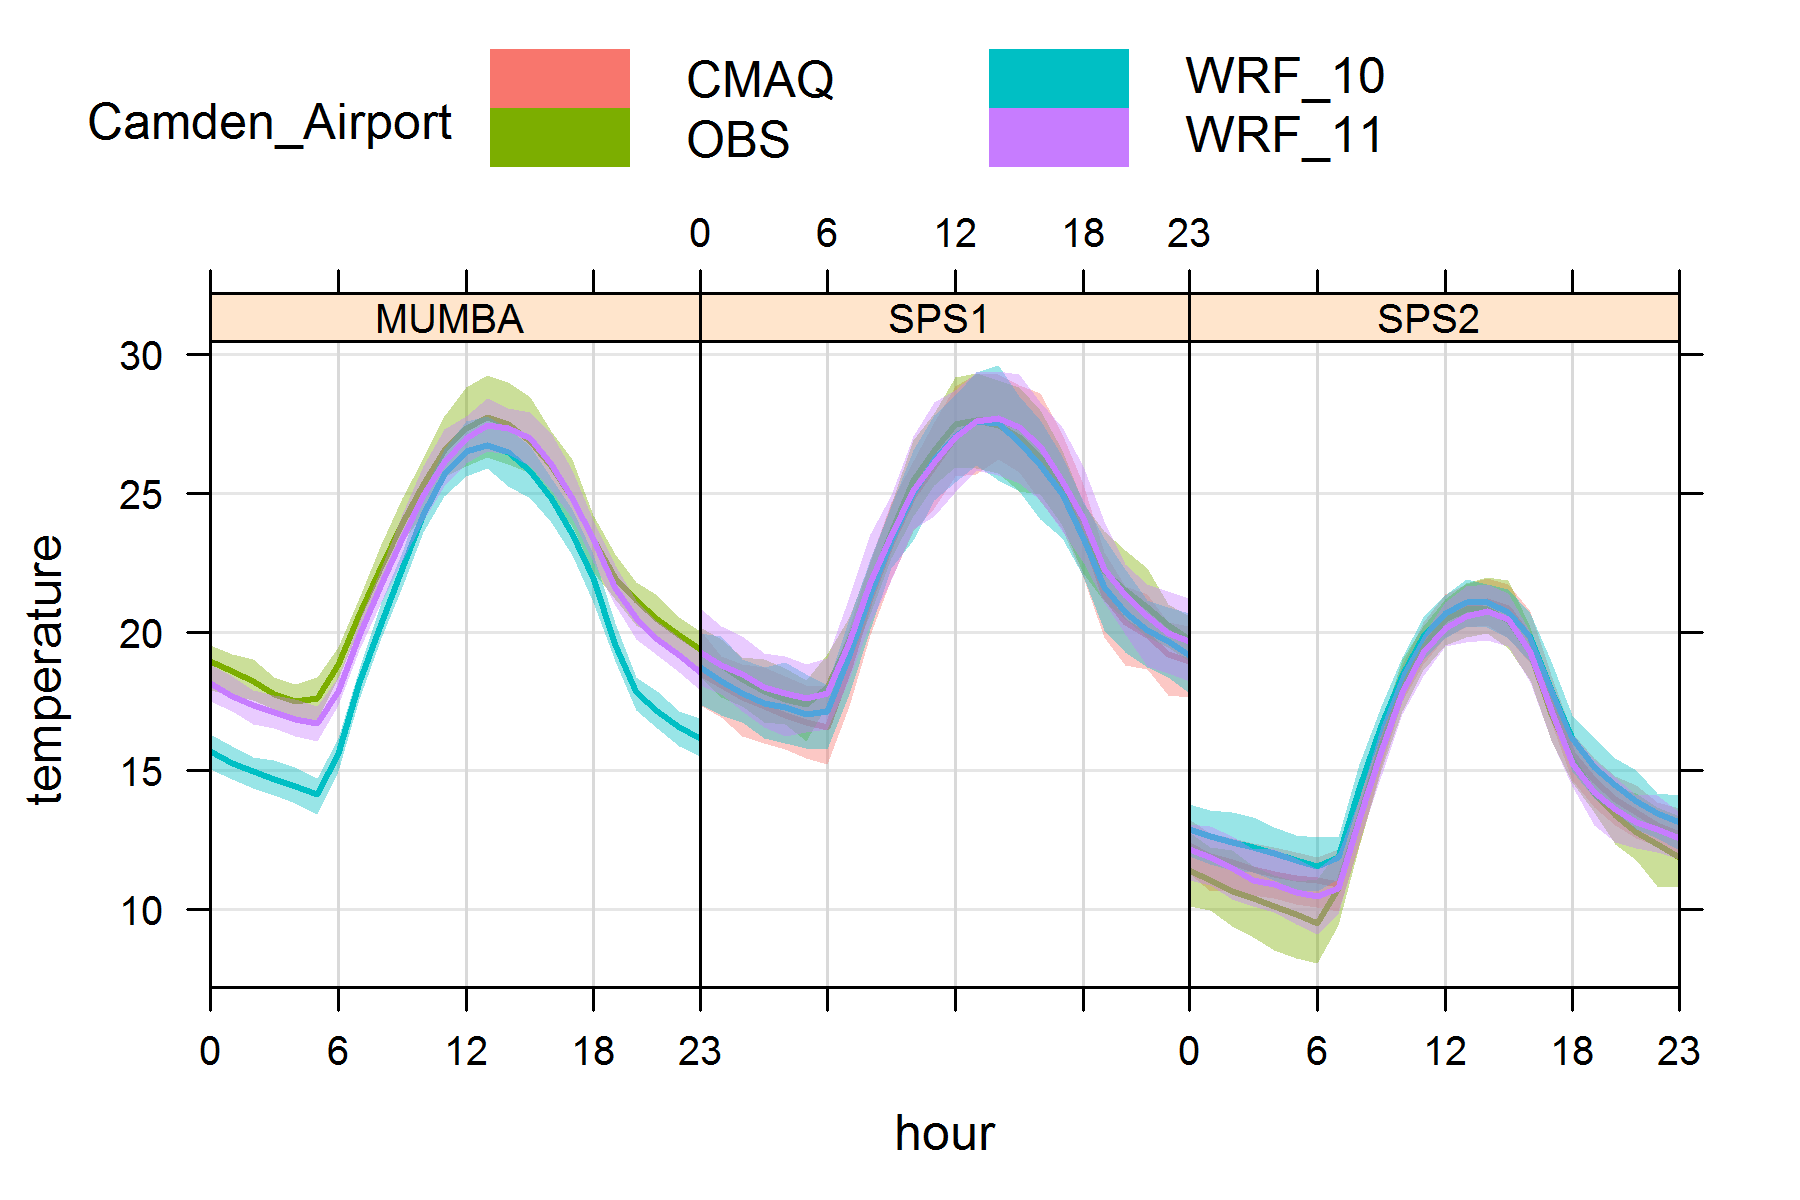 Camden_Airport
CMAQ
OBS
WRF_10
WRF_11
0 6 12 18 23
MUMBA SPS1 SPS2
30
25
20
15
10
temperature
0 6 12 18 23 0 6 12 18 23
hour